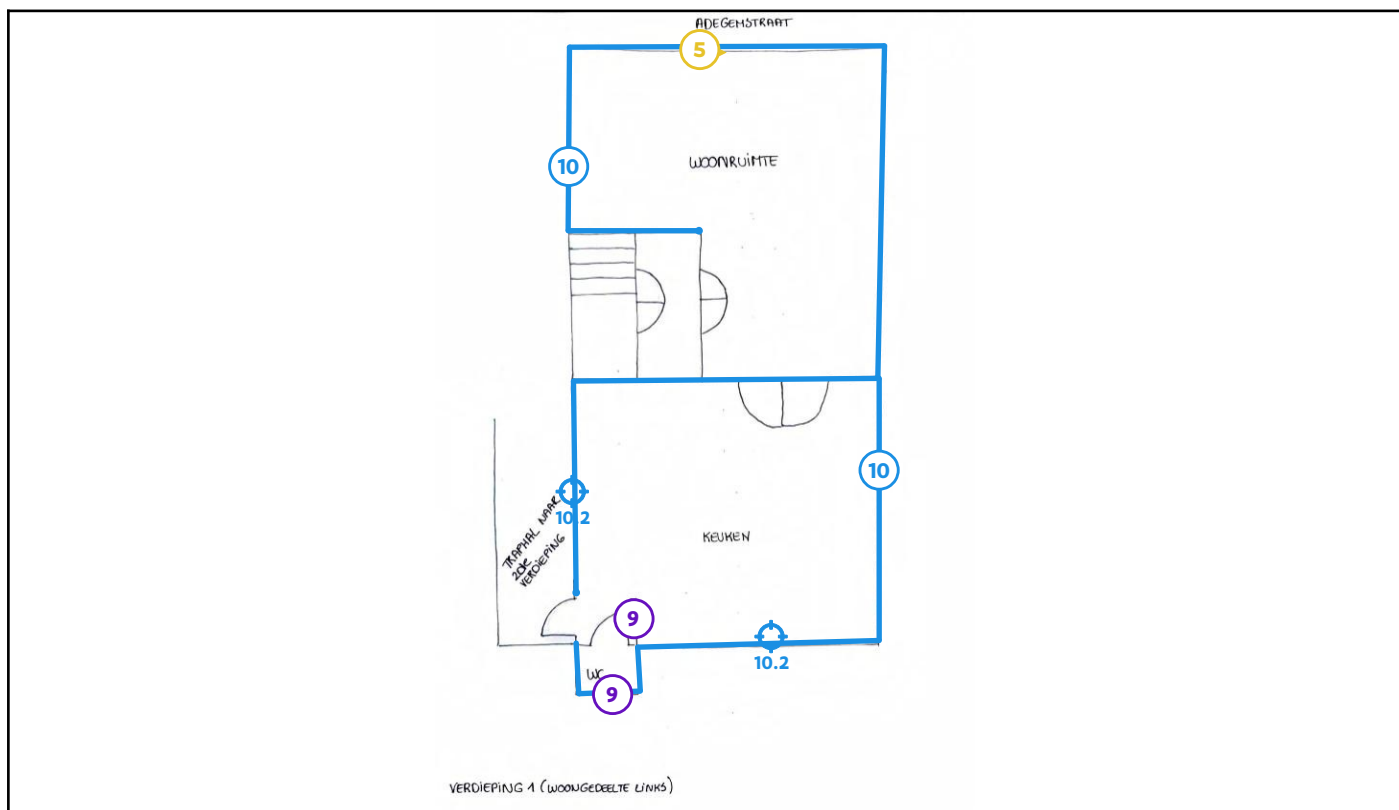 ADEGEMSTRAAT
5
WOONRUIMTE
10
10
10.2
TRAPHAL NAAR
2DE
VERDIEPING
KEUKEN
9
10.2
WC
9
VERDIEPING 1 (WOONGEDEELTE LINKS)